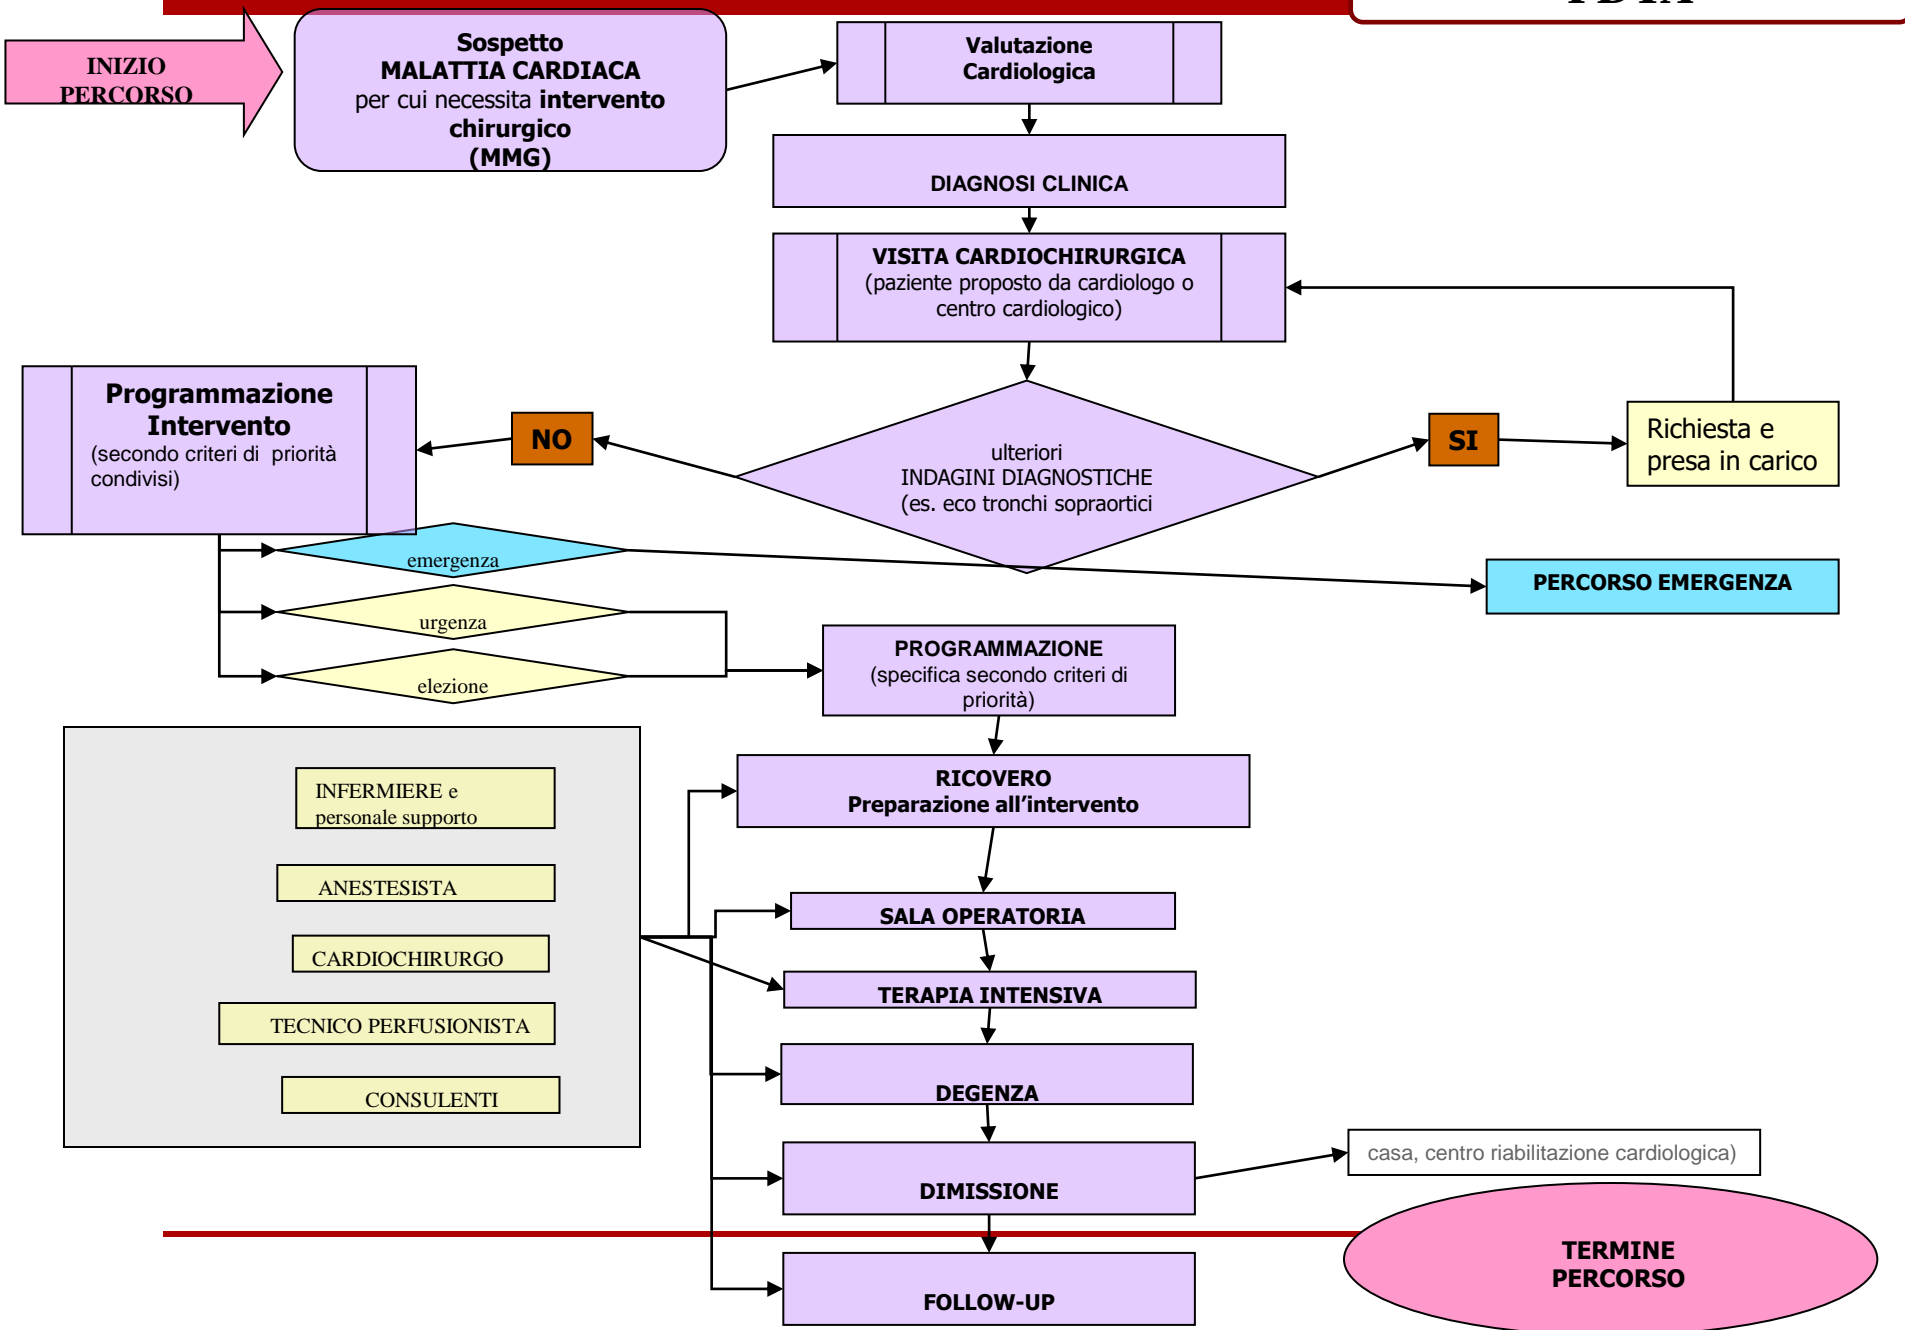 INIZIO
PERCORSO
Sospetto
MALATTIA CARDIACA
per cui necessita intervento
chirurgico
(MMG)
Valutazione
Cardiologica
DIAGNOSI CLINICA
VISITA CARDIOCHIRURGICA
(paziente proposto da cardiologo o
centro cardiologico)
Programmazione
Intervento
(secondo criteri di priorità
condivisi)
NO
ulteriori
INDAGINI DIAGNOSTICHE
(es. eco tronchi sopraortici
SI
Richiesta e
presa in carico
emergenza
PERCORSO EMERGENZA
urgenza
elezione
PROGRAMMAZIONE
(specifica secondo criteri di
priorità)
INFERMIERE e
personale supporto
ANESTESISTA
CARDIOCHIRURGO
TECNICO PERFUSIONISTA
CONSULENTI
RICOVERO
Preparazione all’intervento
SALA OPERATORIA
TERAPIA INTENSIVA
DEGENZA
DIMISSIONE
casa, centro riabilitazione cardiologica)
FOLLOW-UP
TERMINE
PERCORSO